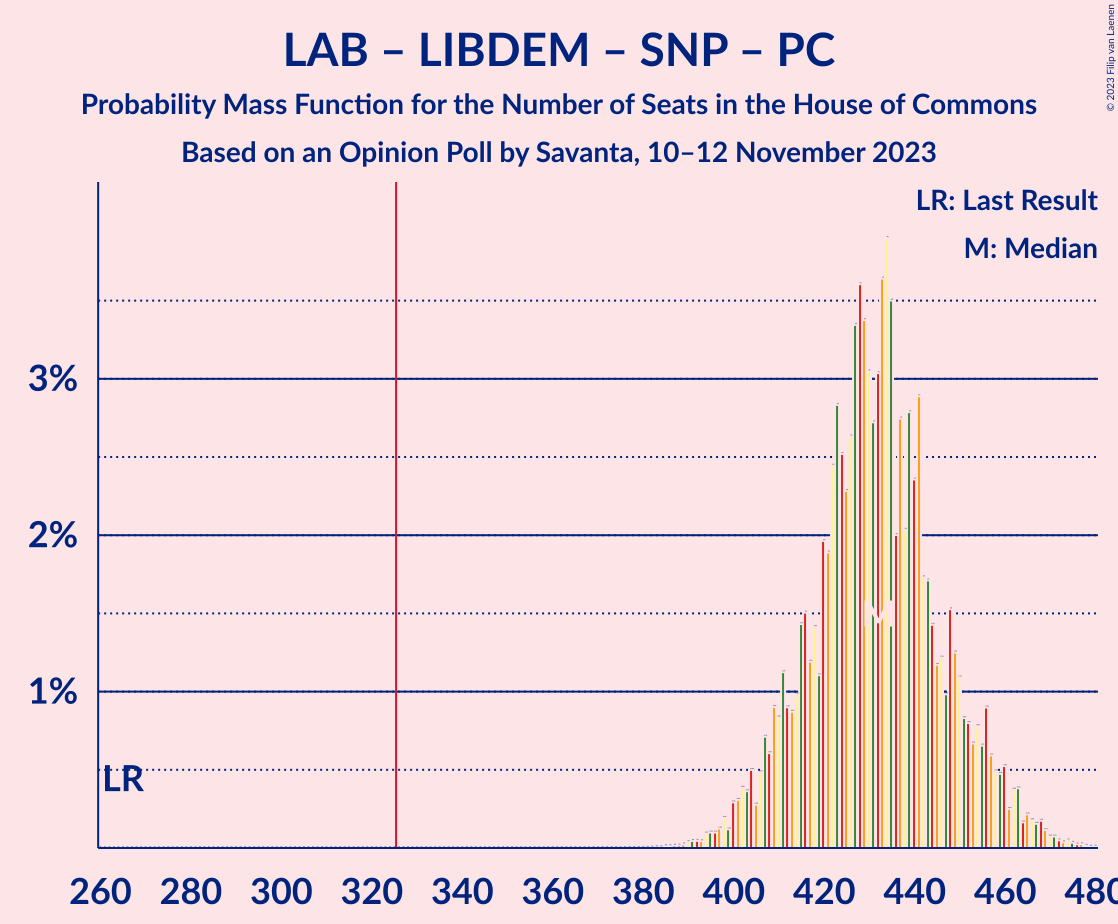 LAB – LIBDEM – SNP – PC
Probability Mass Function for the Number of Seats in the House of Commons
Based on an Opinion Poll by Savanta, 10–12 November 2023
© 2023 Filip van Laenen
LR: Last Result
M: Median
3%
2%
1%
LR
M
260 280 300 320 340 360 380 400 420 440 460 480